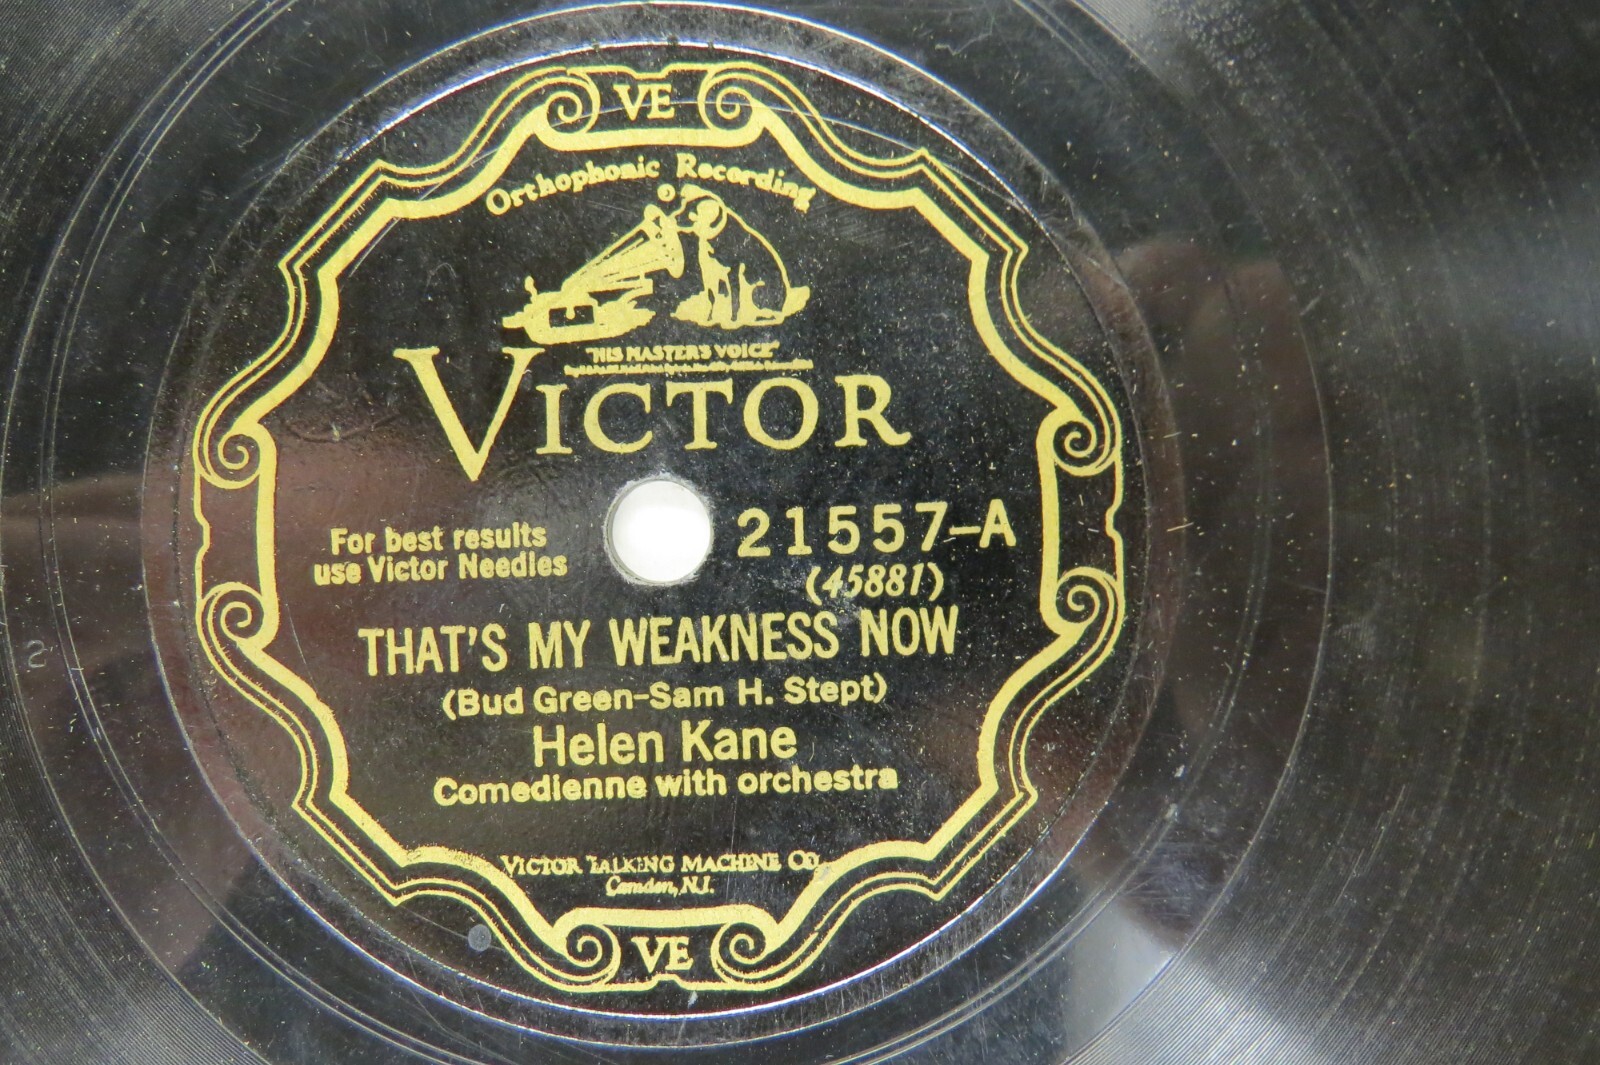 VE
Orthophonic Recording
"HIS MASTER'S VOICE"
VICTOR
For best results
use Victor Needles
21557-A
(45881)
THAT'S MY WEAKNESS NOW
(Bud Green-Sam H. Stept)
Helen Kane
Comedienne with orchestra
VICTOR TALKING MACHINE CO.
Camden, N.J.
VE
2